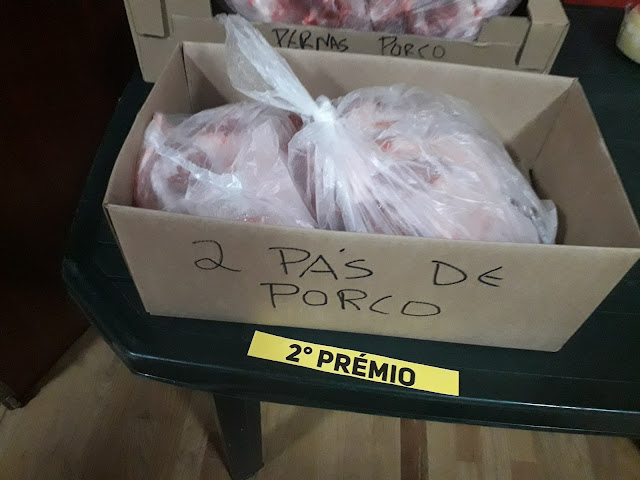 PERNAS PORCO
2 PÁS DE
PORCO
2º PRÉMIO